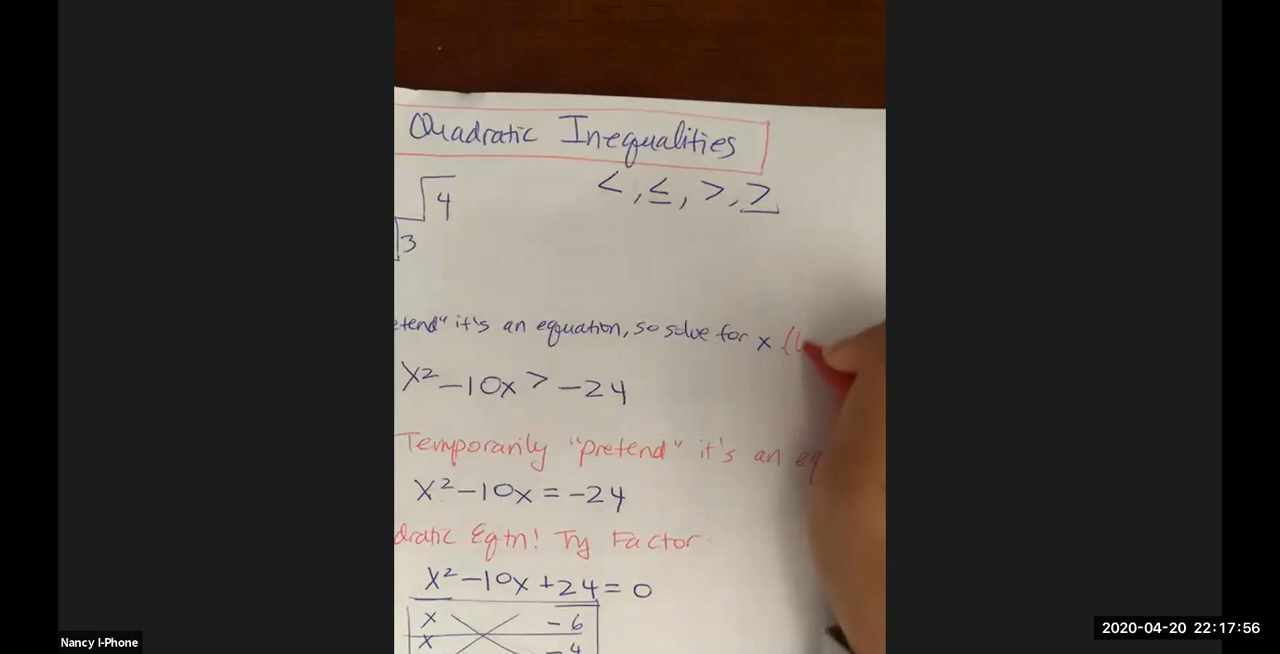 Quadratic Inequalities
<, ≤, >, ≥
4
3
etend" it's an equation, so solve for x
x² - 10x > -24
Temporarily "pretend" it's an eq
x² - 10x = -24
dratic Eqtn! Try Factor
x² - 10x + 24 = 0
x -6
x -4
Nancy I-Phone
2020-04-20 22:17:56